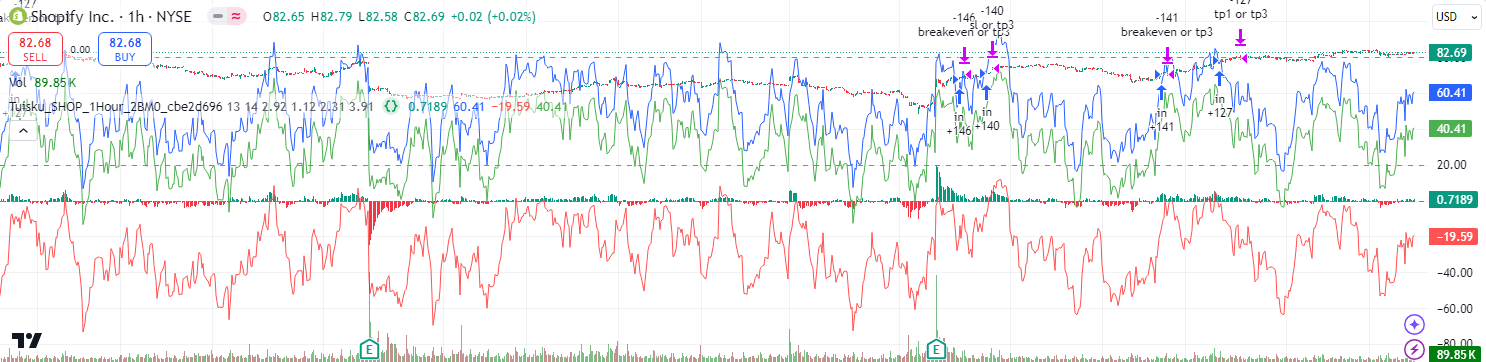 Shopify Inc. · 1h · NYSE
O82.65 H82.79 L82.58 C82.69 +0.02 (+0.02%)
82.68
SELL
0.00
82.68
BUY
Vol 89.85K
Tuisku_SHOP_1Hour_2BM0_cbe2d696 13 14 2.92 1.12 2.31 3.91 {} 0.7189 60.41 −19.59 40.41
-146
breakeven or tp3
-140
sl or tp3
-141
breakeven or tp3
-127
tp1 or tp3
in
+146
in
+140
in
+141
in
+127
USD
82.69
60.41
40.41
20.00
0.7189
−19.59
−40.00
−60.00
−80.00
89.85K
E
E